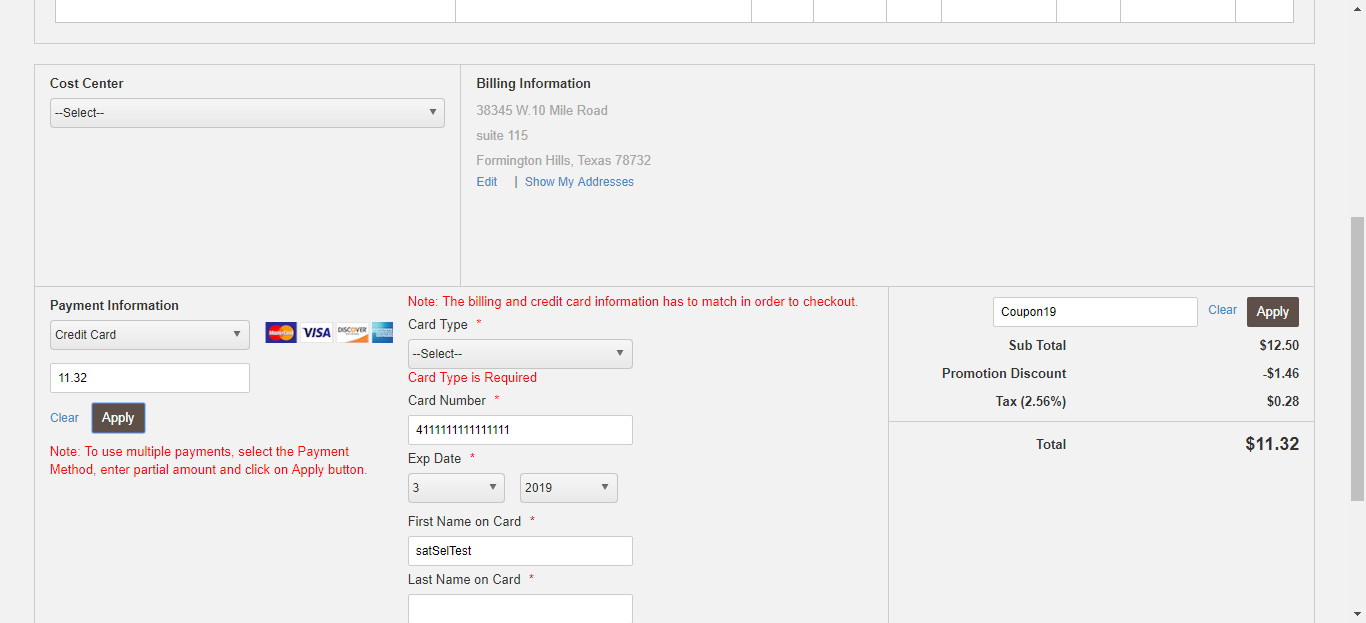 Cost Center
--Select--
Billing Information
38345 W.10 Mile Road
suite 115
Formington Hills, Texas 78732
Edit | Show My Addresses
Payment Information
Credit Card
MasterCard VISA DISCOVER
11.32
Clear Apply
Note: To use multiple payments, select the Payment
Method, enter partial amount and click on Apply button.
Note: The billing and credit card information has to match in order to checkout.
Card Type *
--Select--
Card Type is Required
Card Number *
4111111111111111
Exp Date *
3 2019
First Name on Card *
satSelTest
Last Name on Card *
Coupon19 Clear Apply
Sub Total $12.50
Promotion Discount -$1.46
Tax (2.56%) $0.28
Total $11.32